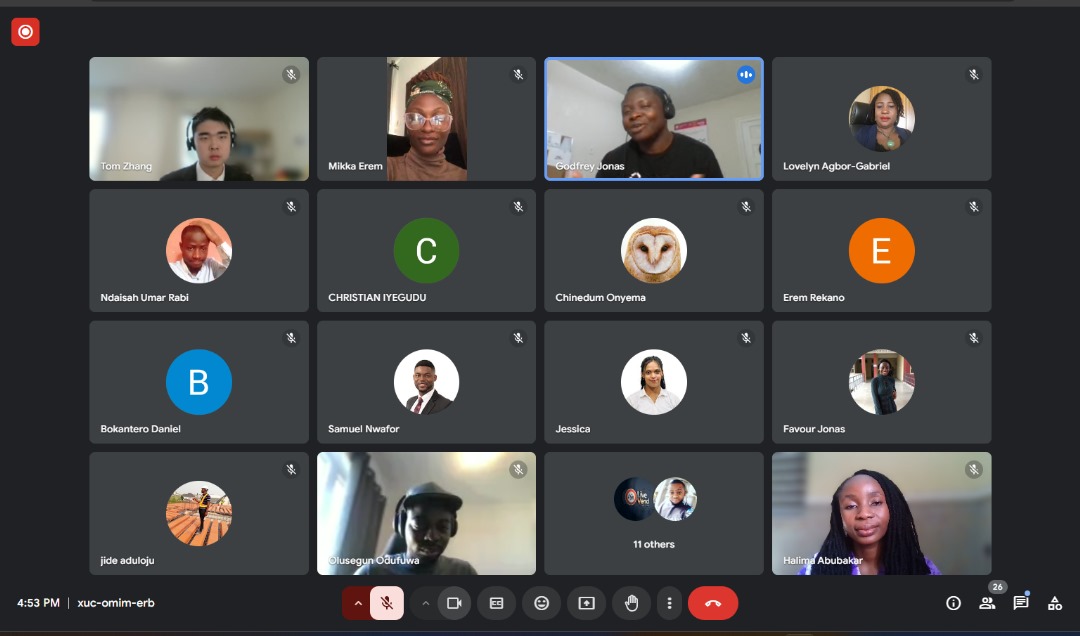 Tom Zhang
Mikka Erem
Godfrey Jonas
Lovelyn Agbor-Gabriel
Ndaisah Umar Rabi
C
CHRISTIAN IYEGUDU
Chinedum Onyema
E
Erem Rekano
B
Bokantero Daniel
Samuel Nwafor
Jessica
Favour Jonas
jide aduloju
Olusegun Odufuwa
11 others
Halima Abubakar
4:53 PM | xuc-omim-erb
CC
26